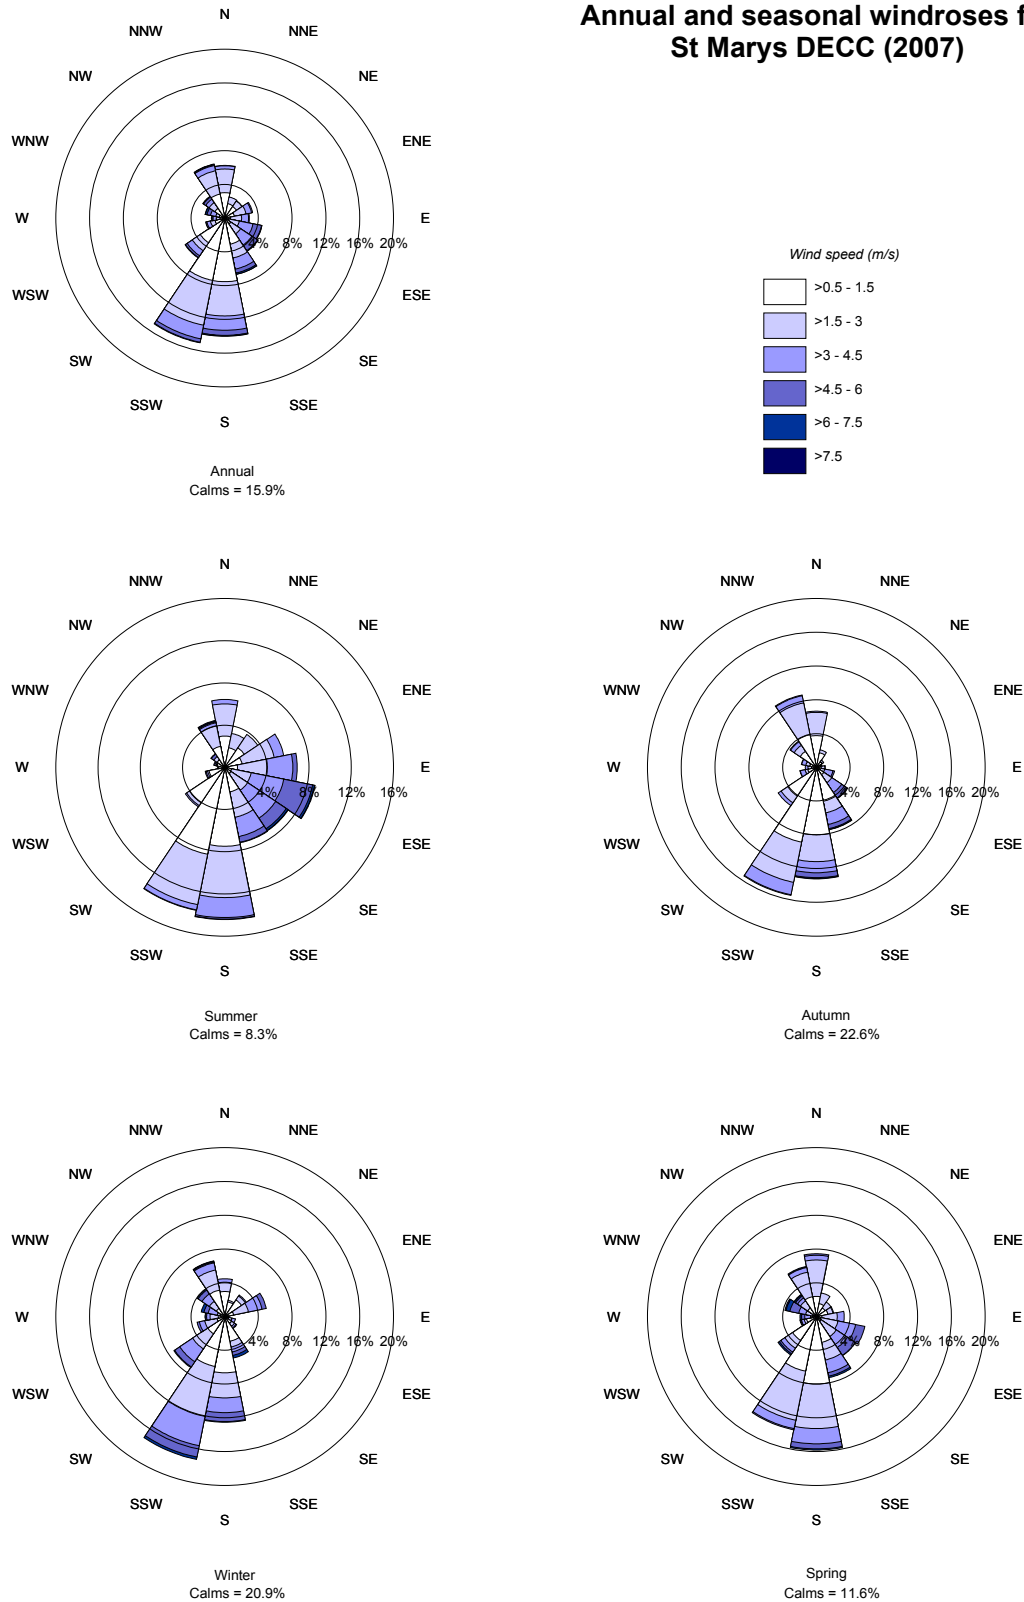 Annual and seasonal windroses f
St Marys DECC (2007)
N
NNW
NNE
NW
NE
WNW
ENE
W
E
4% 8% 12% 16% 20%
WSW
ESE
SW
SE
SSW
SSE
S
Annual
Calms = 15.9%
Wind speed (m/s)
>0.5 - 1.5
>1.5 - 3
>3 - 4.5
>4.5 - 6
>6 - 7.5
>7.5
N
NNW
NNE
NW
NE
WNW
ENE
W
E
4% 8% 12% 16%
WSW
ESE
SW
SE
SSW
SSE
S
Summer
Calms = 8.3%
N
NNW
NNE
NW
NE
WNW
ENE
W
E
4% 8% 12% 16% 20%
WSW
ESE
SW
SE
SSW
SSE
S
Autumn
Calms = 22.6%
N
NNW
NNE
NW
NE
WNW
ENE
W
E
4% 8% 12% 16% 20%
WSW
ESE
SW
SE
SSW
SSE
S
Winter
Calms = 20.9%
N
NNW
NNE
NW
NE
WNW
ENE
W
E
4% 8% 12% 16% 20%
WSW
ESE
SW
SE
SSW
SSE
S
Spring
Calms = 11.6%